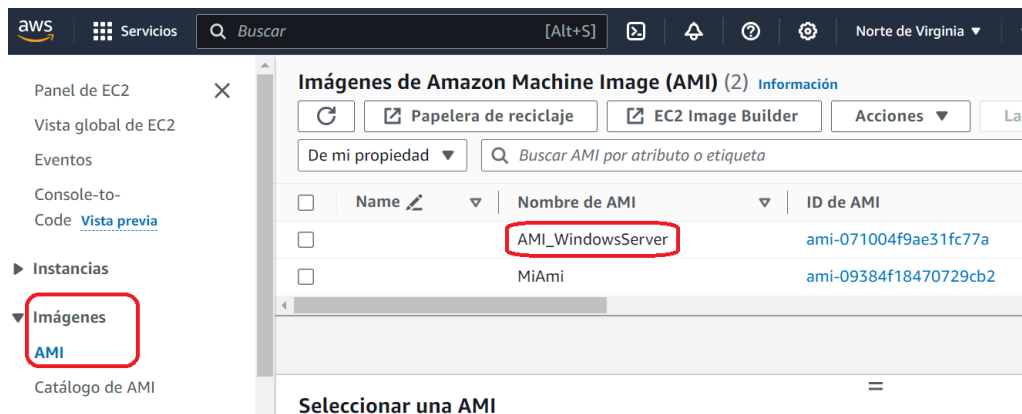 aws Servicios Buscar [Alt+S] Norte de Virginia
Panel de EC2
Vista global de EC2
Eventos
Console-to-
Code Vista previa
Instancias
Imágenes
AMI
Catálogo de AMI
Imágenes de Amazon Machine Image (AMI) (2) Información
Papelera de reciclaje EC2 Image Builder Acciones La
De mi propiedad Buscar AMI por atributo o etiqueta
Name Nombre de AMI ID de AMI
AMI_WindowsServer ami-071004f9ae31fc77a
MiAmi ami-09384f18470729cb2
Seleccionar una AMI